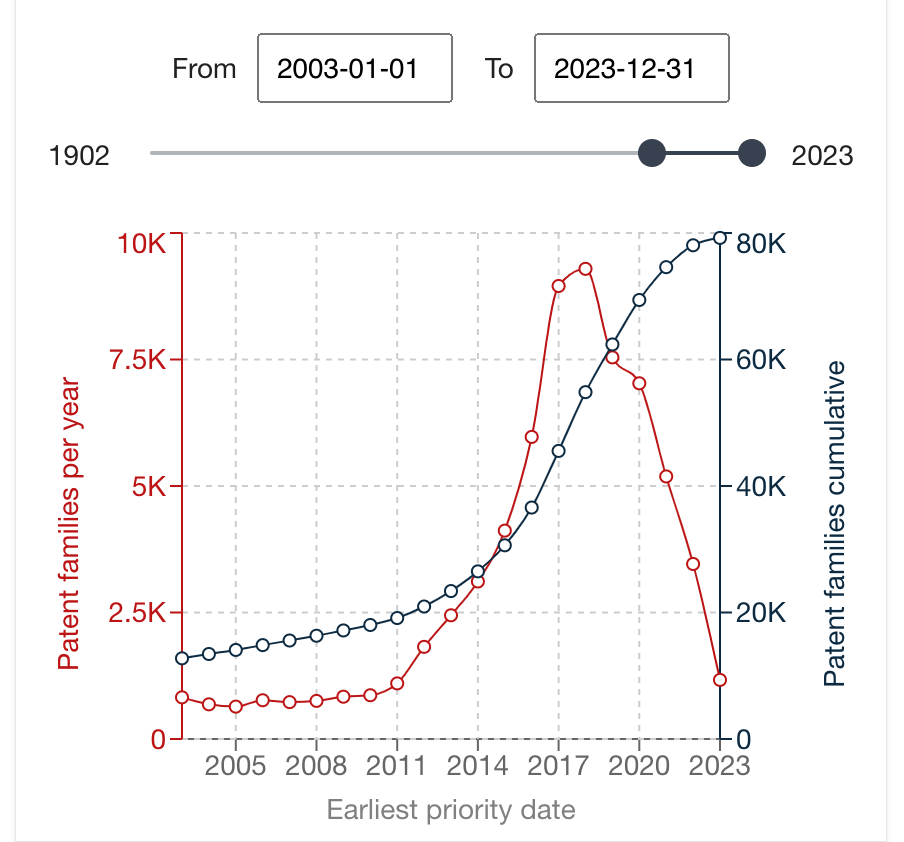 From 2003-01-01 To 2023-12-31
1902 2023
10K 80K
7.5K 60K
5K 40K
2.5K 20K
0 0
Patent families per year
Patent families cumulative
2005 2008 2011 2014 2017 2020 2023
Earliest priority date